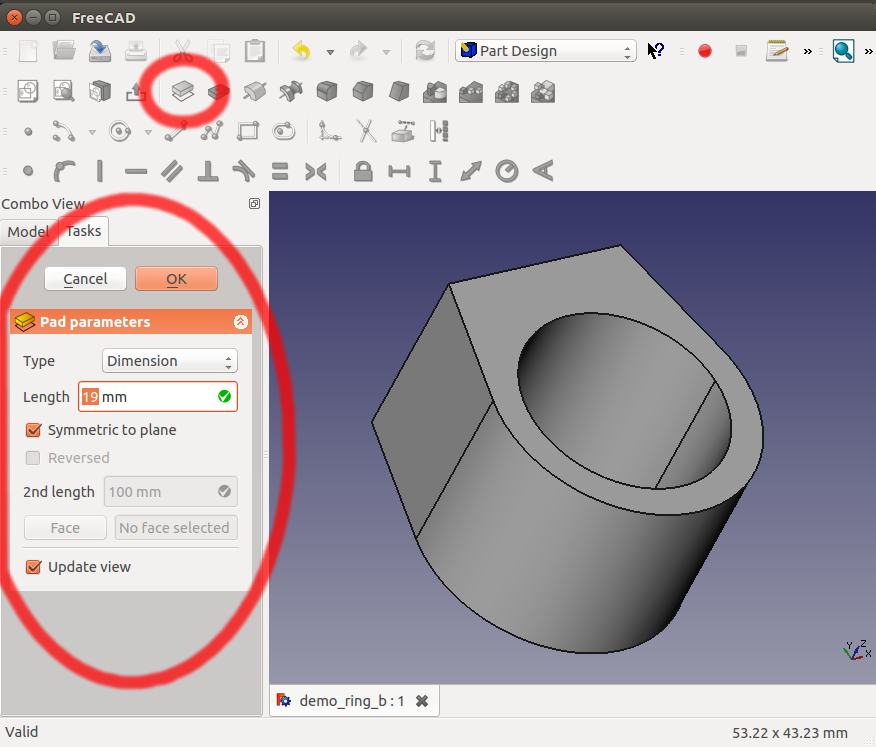 FreeCAD
Part Design
Combo View
Model Tasks
Cancel OK
Pad parameters
Type Dimension
Length 19 mm
Symmetric to plane
Reversed
2nd length 100 mm
Face No face selected
Update view
Y Z X
demo_ring_b : 1
Valid 53.22 x 43.23 mm